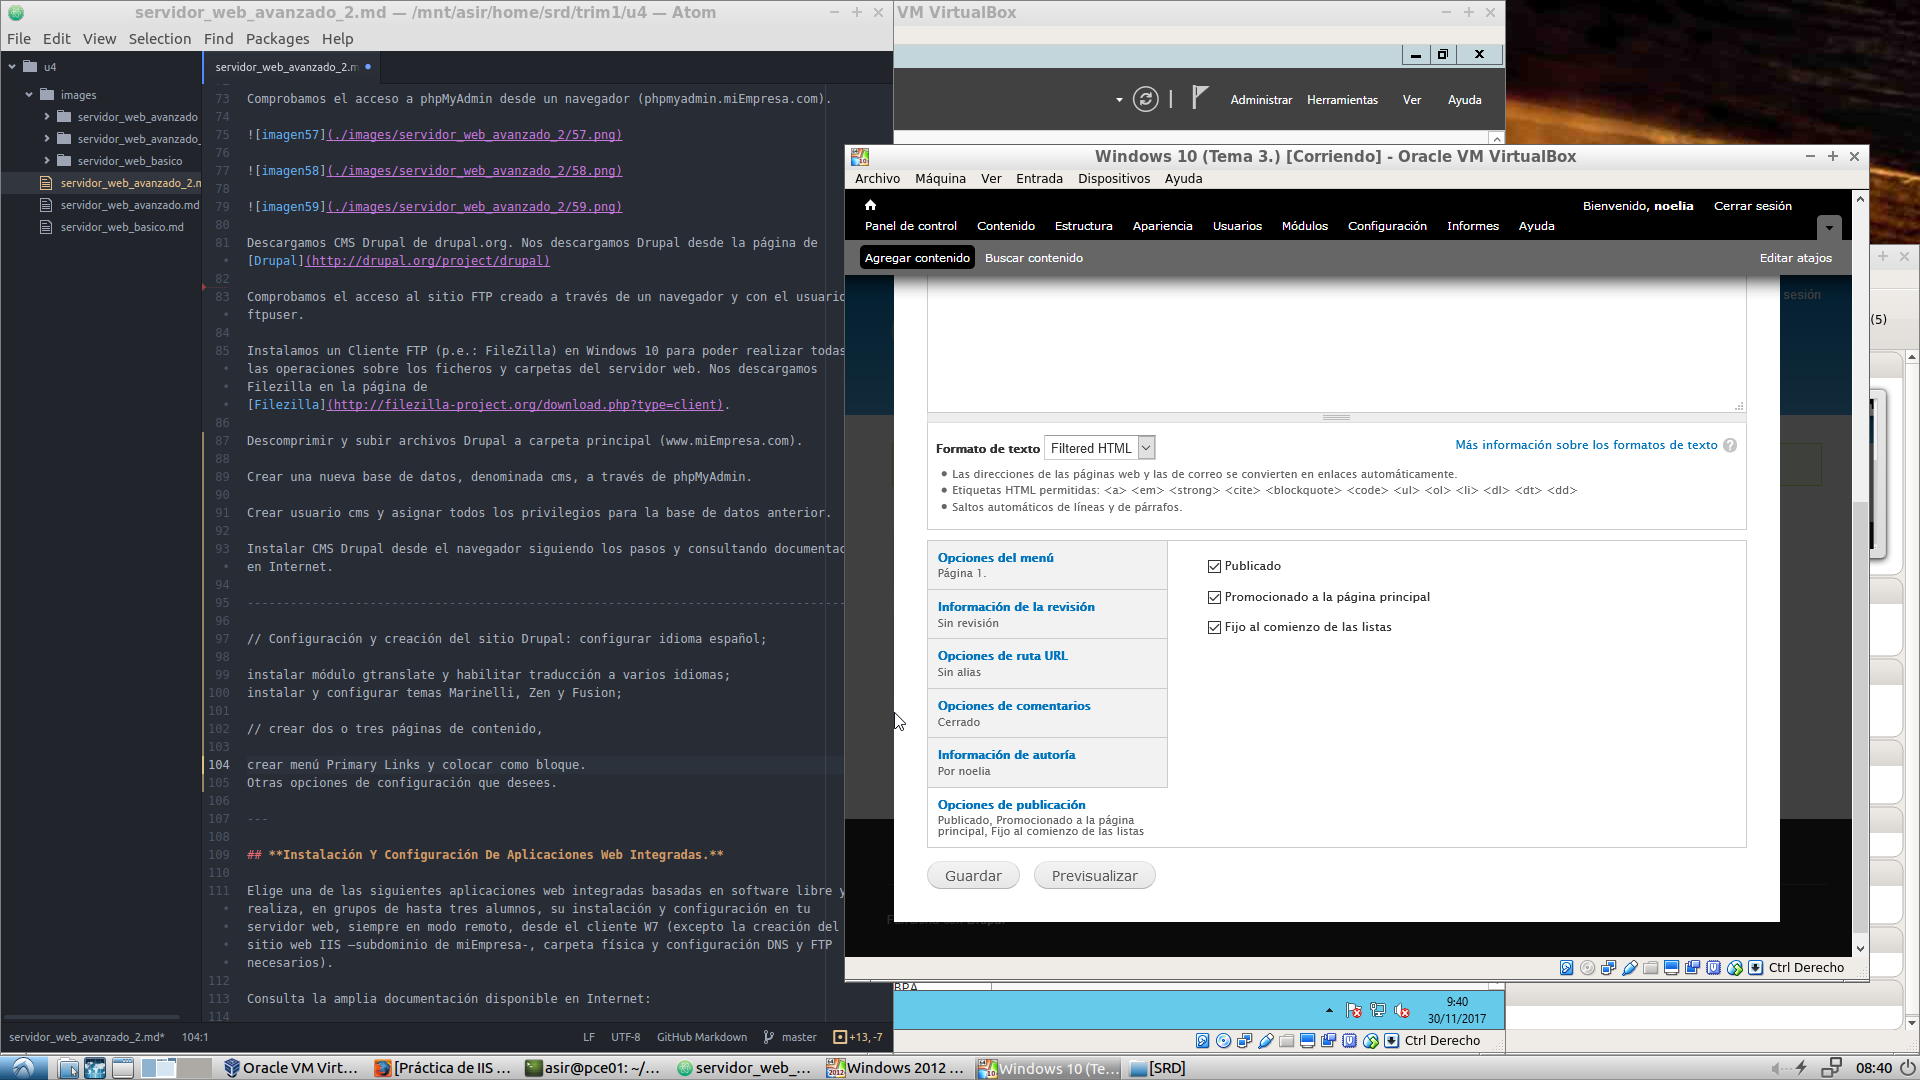 servidor_web_avanzado_2.md — /mnt/asir/home/srd/trim1/u4 — Atom
File Edit View Selection Find Packages Help
u4
images
servidor_web_avanzado
servidor_web_avanzado_
servidor_web_basico
servidor_web_avanzado_2.m
servidor_web_avanzado.md
servidor_web_basico.md
servidor_web_avanzado_2.m
73 Comprobamos el acceso a phpMyAdmin desde un navegador (phpmyadmin.miEmpresa.com).
74
75 ![imagen57](./images/servidor_web_avanzado_2/57.png)
76
77 ![imagen58](./images/servidor_web_avanzado_2/58.png)
78
79 ![imagen59](./images/servidor_web_avanzado_2/59.png)
80
81 Descargamos CMS Drupal de drupal.org. Nos descargamos Drupal desde la página de
[Drupal](http://drupal.org/project/drupal)
82
83 Comprobamos el acceso al sitio FTP creado a través de un navegador y con el usuario
ftpuser.
84
85 Instalamos un Cliente FTP (p.e.: FileZilla) en Windows 10 para poder realizar todas
las operaciones sobre los ficheros y carpetas del servidor web. Nos descargamos
Filezilla en la página de
[Filezilla](http://filezilla-project.org/download.php?type=client).
86
87 Descomprimir y subir archivos Drupal a carpeta principal (www.miEmpresa.com).
88
89 Crear una nueva base de datos, denominada cms, a través de phpMyAdmin.
90
91 Crear usuario cms y asignar todos los privilegios para la base de datos anterior.
92
93 Instalar CMS Drupal desde el navegador siguiendo los pasos y consultando documentac
en Internet.
94
95 -----------------------------------------------------------------------------------
96
97 // Configuración y creación del sitio Drupal: configurar idioma español;
98
99 instalar módulo gtranslate y habilitar traducción a varios idiomas;
100 instalar y configurar temas Marinelli, Zen y Fusion;
101
102 // crear dos o tres páginas de contenido,
103
104 crear menú Primary Links y colocar como bloque.
105 Otras opciones de configuración que desees.
106
107 ---
108
109 ## **Instalación Y Configuración De Aplicaciones Web Integradas.**
110
111 Elige una de las siguientes aplicaciones web integradas basadas en software libre y
realiza, en grupos de hasta tres alumnos, su instalación y configuración en tu
servidor web, siempre en modo remoto, desde el cliente W7 (excepto la creación del
sitio web IIS –subdominio de miEmpresa-, carpeta física y configuración DNS y FTP
necesarios).
112
113 Consulta la amplia documentación disponible en Internet:
114
servidor_web_avanzado_2.md* 104:1 LF UTF-8 GitHub Markdown master +13, -7
VM VirtualBox
Administrar Herramientas Ver Ayuda
Windows 10 (Tema 3.) [Corriendo] - Oracle VM VirtualBox
Archivo Máquina Ver Entrada Dispositivos Ayuda
Bienvenido, noelia Cerrar sesión
Panel de control Contenido Estructura Apariencia Usuarios Módulos Configuración Informes Ayuda
Agregar contenido Buscar contenido Editar atajos
sesión
(5)
Formato de texto Filtered HTML Más información sobre los formatos de texto ?
Las direcciones de las páginas web y las de correo se convierten en enlaces automáticamente.
Etiquetas HTML permitidas: <a> <em> <strong> <cite> <blockquote> <code> <ul> <ol> <li> <dl> <dt> <dd>
Saltos automáticos de líneas y de párrafos.
Opciones del menú
Página 1.
Información de la revisión
Sin revisión
Opciones de ruta URL
Sin alias
Opciones de comentarios
Cerrado
Información de autoría
Por noelia
Opciones de publicación
Publicado, Promocionado a la página
principal, Fijo al comienzo de las listas
Publicado
Promocionado a la página principal
Fijo al comienzo de las listas
Guardar Previsualizar
Ctrl Derecho
BPA
9:40
30/11/2017
Ctrl Derecho
Oracle VM Virt... [Práctica de IIS ... asir@pce01: ~/... servidor_web_... Windows 2012 ... Windows 10 (Te... [SRD] 08:40